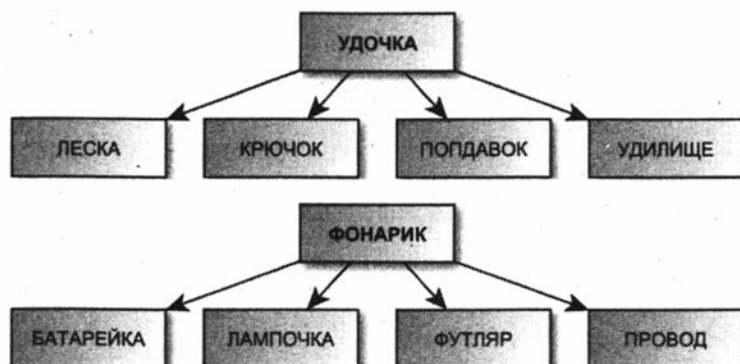 УДОЧКА
ЛЕСКА КРЮЧОК ПОПДАВОК УДИЛИЩЕ
ФОНАРИК
БАТАРЕЙКА ЛАМПОЧКА ФУТЛЯР ПРОВОД